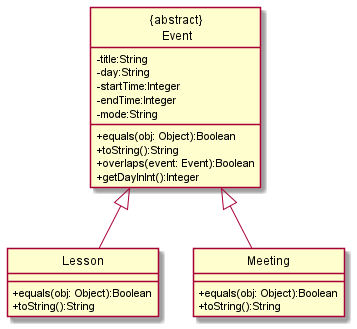 {abstract}
Event
-title:String
-day:String
-startTime:Integer
-endTime:Integer
-mode:String
+equals(obj: Object):Boolean
+toString():String
+overlaps(event: Event):Boolean
+getDayInInt():Integer
Lesson
+equals(obj: Object):Boolean
+toString():String
Meeting
+equals(obj: Object):Boolean
+toString():String